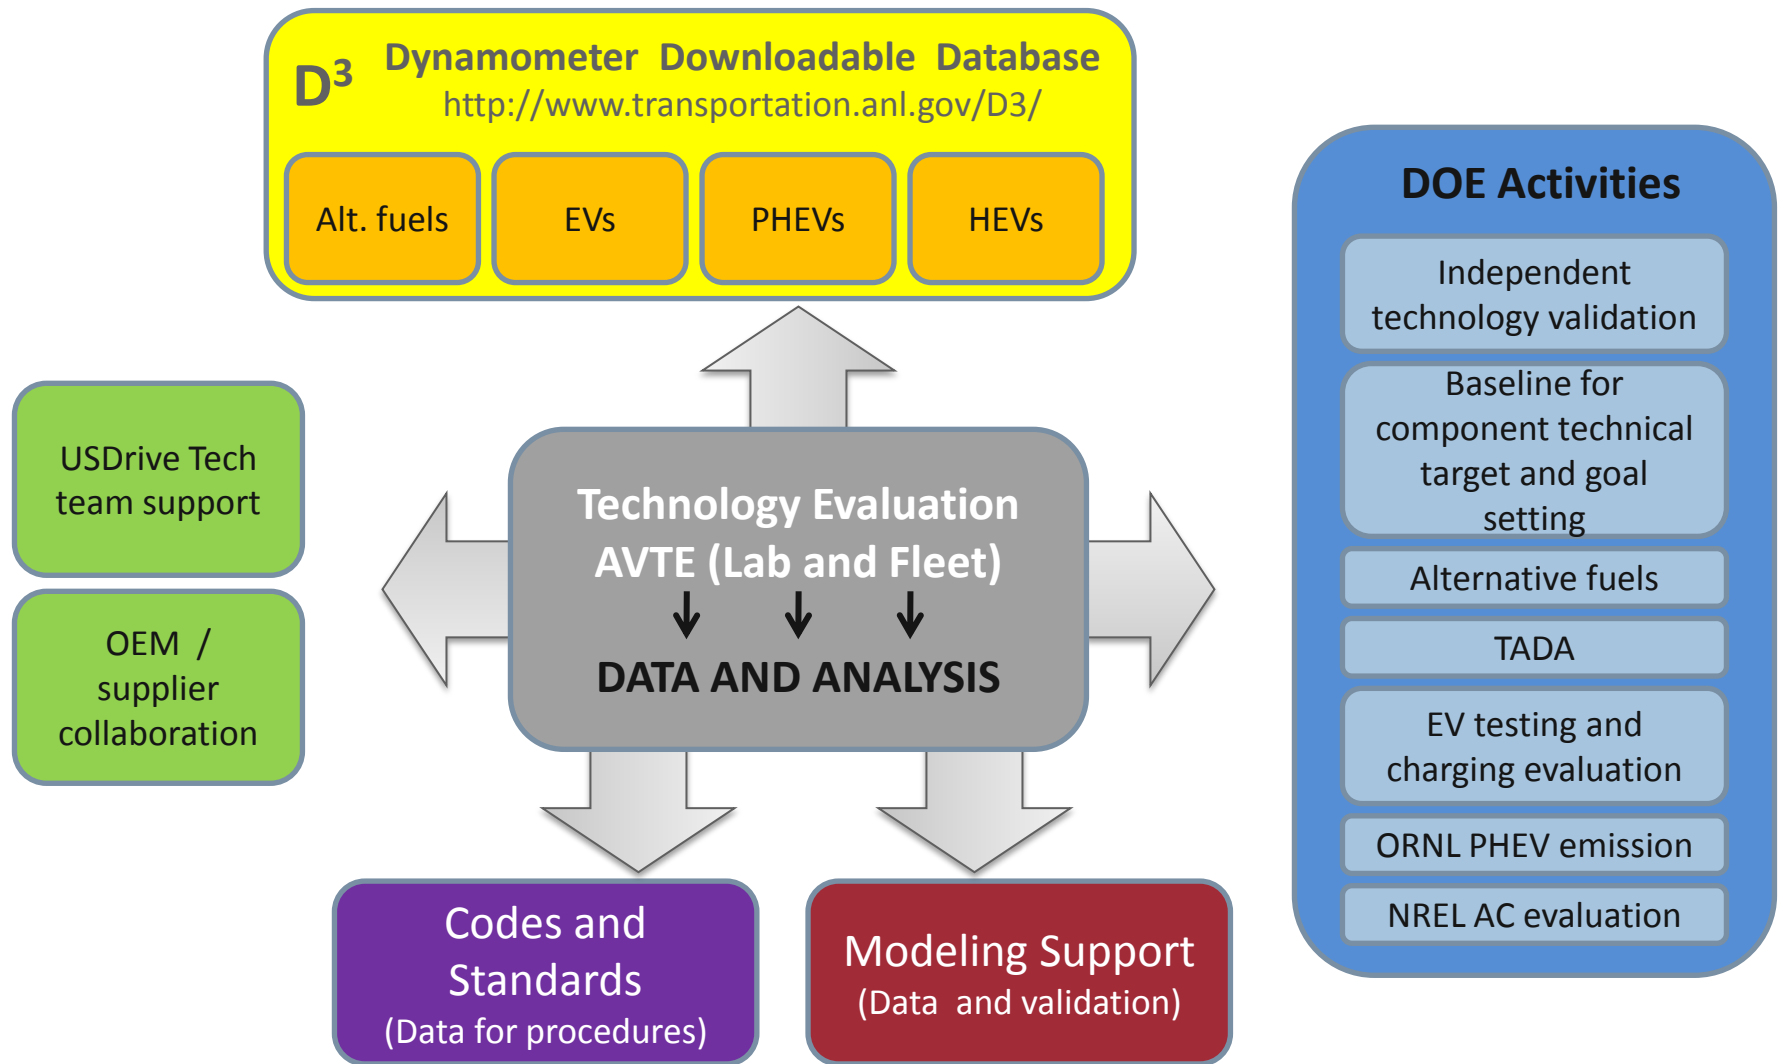 D³ Dynamometer Downloadable Database
http://www.transportation.anl.gov/D3/
Alt. fuels
EVs
PHEVs
HEVs
USDrive Tech
team support
OEM /
supplier
collaboration
Technology Evaluation
AVTE (Lab and Fleet)
DATA AND ANALYSIS
Codes and
Standards
(Data for procedures)
Modeling Support
(Data and validation)
DOE Activities
Independent
technology validation
Baseline for
component technical
target and goal
setting
Alternative fuels
TADA
EV testing and
charging evaluation
ORNL PHEV emission
NREL AC evaluation